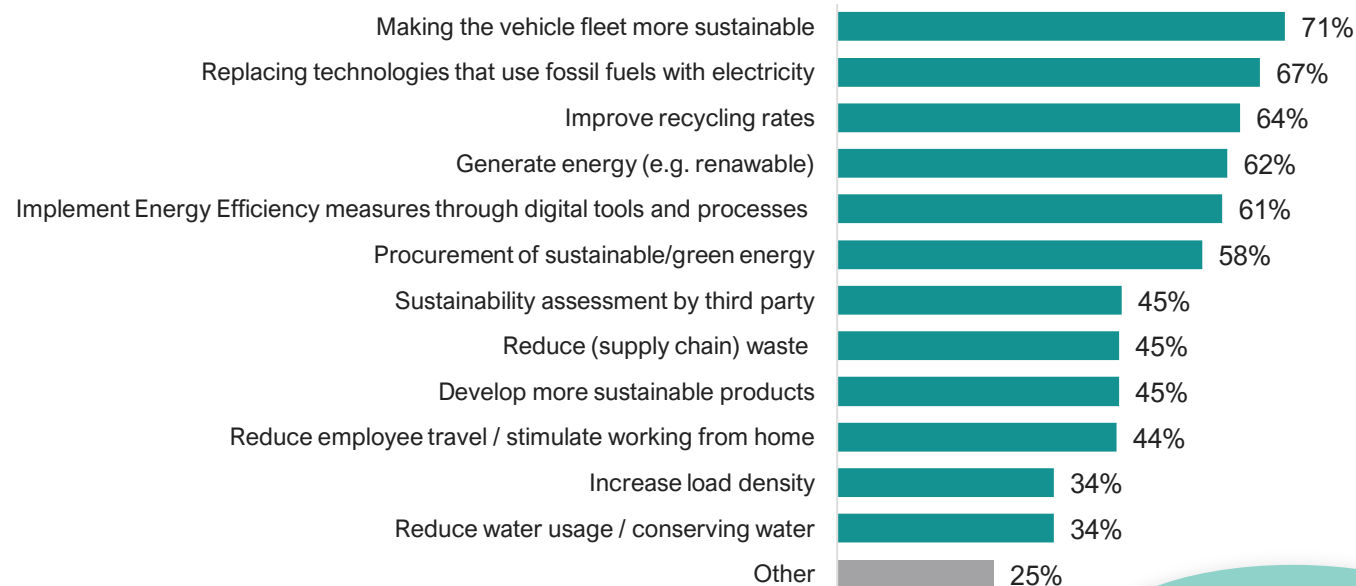 Making the vehicle fleet more sustainable 71%
Replacing technologies that use fossil fuels with electricity 67%
Improve recycling rates 64%
Generate energy (e.g. renawable) 62%
Implement Energy Efficiency measures through digital tools and processes 61%
Procurement of sustainable/green energy 58%
Sustainability assessment by third party 45%
Reduce (supply chain) waste 45%
Develop more sustainable products 45%
Reduce employee travel / stimulate working from home 44%
Increase load density 34%
Reduce water usage / conserving water 34%
Other 25%